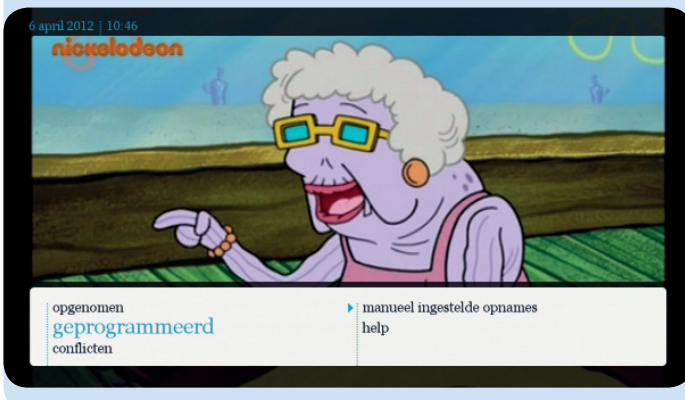 6 april 2012 | 10:46
nickelodeon
opgenomen
geprogrammeerd
conflicten
manueel ingestelde opnames
help